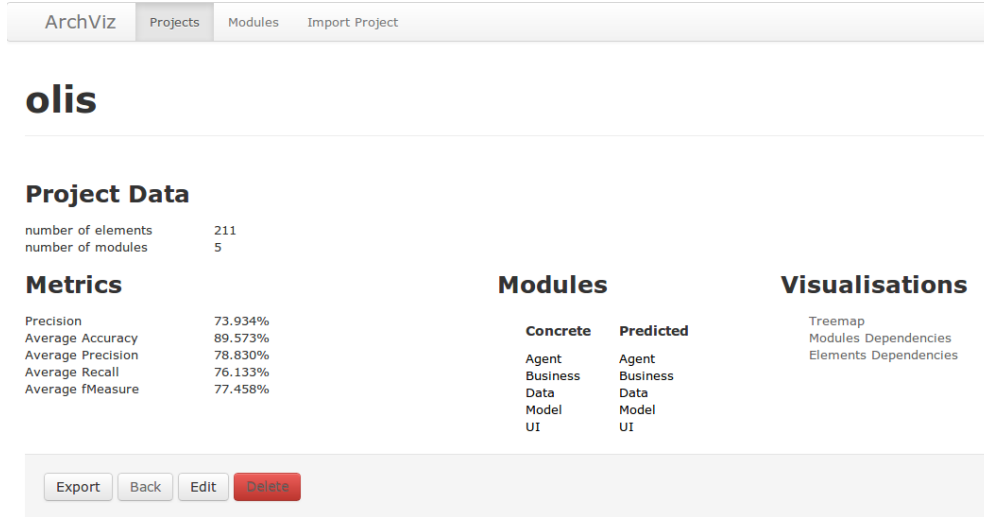 ArchViz Projects Modules Import Project
olis
Project Data
number of elements 211
number of modules 5
Metrics
Precision 73.934%
Average Accuracy 89.573%
Average Precision 78.830%
Average Recall 76.133%
Average fMeasure 77.458%
Modules
Concrete Predicted
Agent Agent
Business Business
Data Data
Model Model
UI UI
Visualisations
Treemap
Modules Dependencies
Elements Dependencies
Export Back Edit Delete